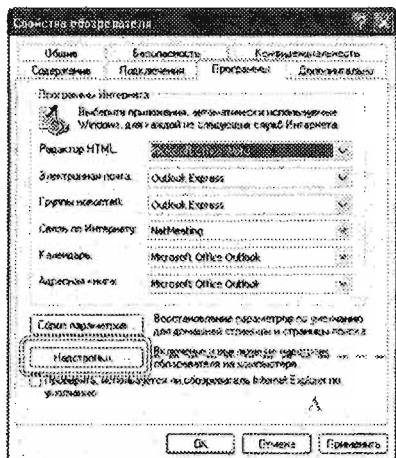 Свойства обозревателя
Общие Безопасность Конфиденциальность
Содержание Подключения Программы Дополнительно
Программы Интернета
Выберите приложения, автоматически используемые
Windows, для каждой из следующих служб Интернета.
Редактор HTML:
Электронная почта: Outlook Express
Группы новостей: Outlook Express
Связь по Интернету: NetMeeting
Календарь: Microsoft Office Outlook
Адресная книга: Microsoft Office Outlook
Сброс параметров... Восстановление параметров по умолчанию
для домашней страницы и страницы поиска
Надстройки...
обозревателя на компьютере.
Проверять, используется ли обозреватель Internet Explorer по
умолчанию
ОК Отмена Применить